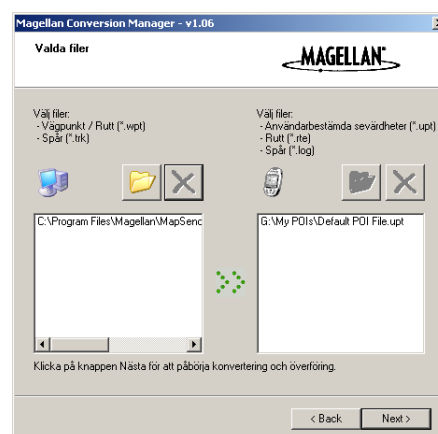 Magellan Conversion Manager - v1.06
Valda filer
MAGELLAN
Välj filer:
- Vägpunkt / Rutt (*.wpt)
- Spår (*.trk)
Välj filer:
- Användarbestämda sevärdheter (*.upt)
- Rutt (*.rte)
- Spår (*.log)
C:\Program Files\Magellan\MapSenc
G:\My POIs\Default POI File.upt
Klicka på knappen Nästa för att påbörja konvertering och överföring.
< Back
Next >